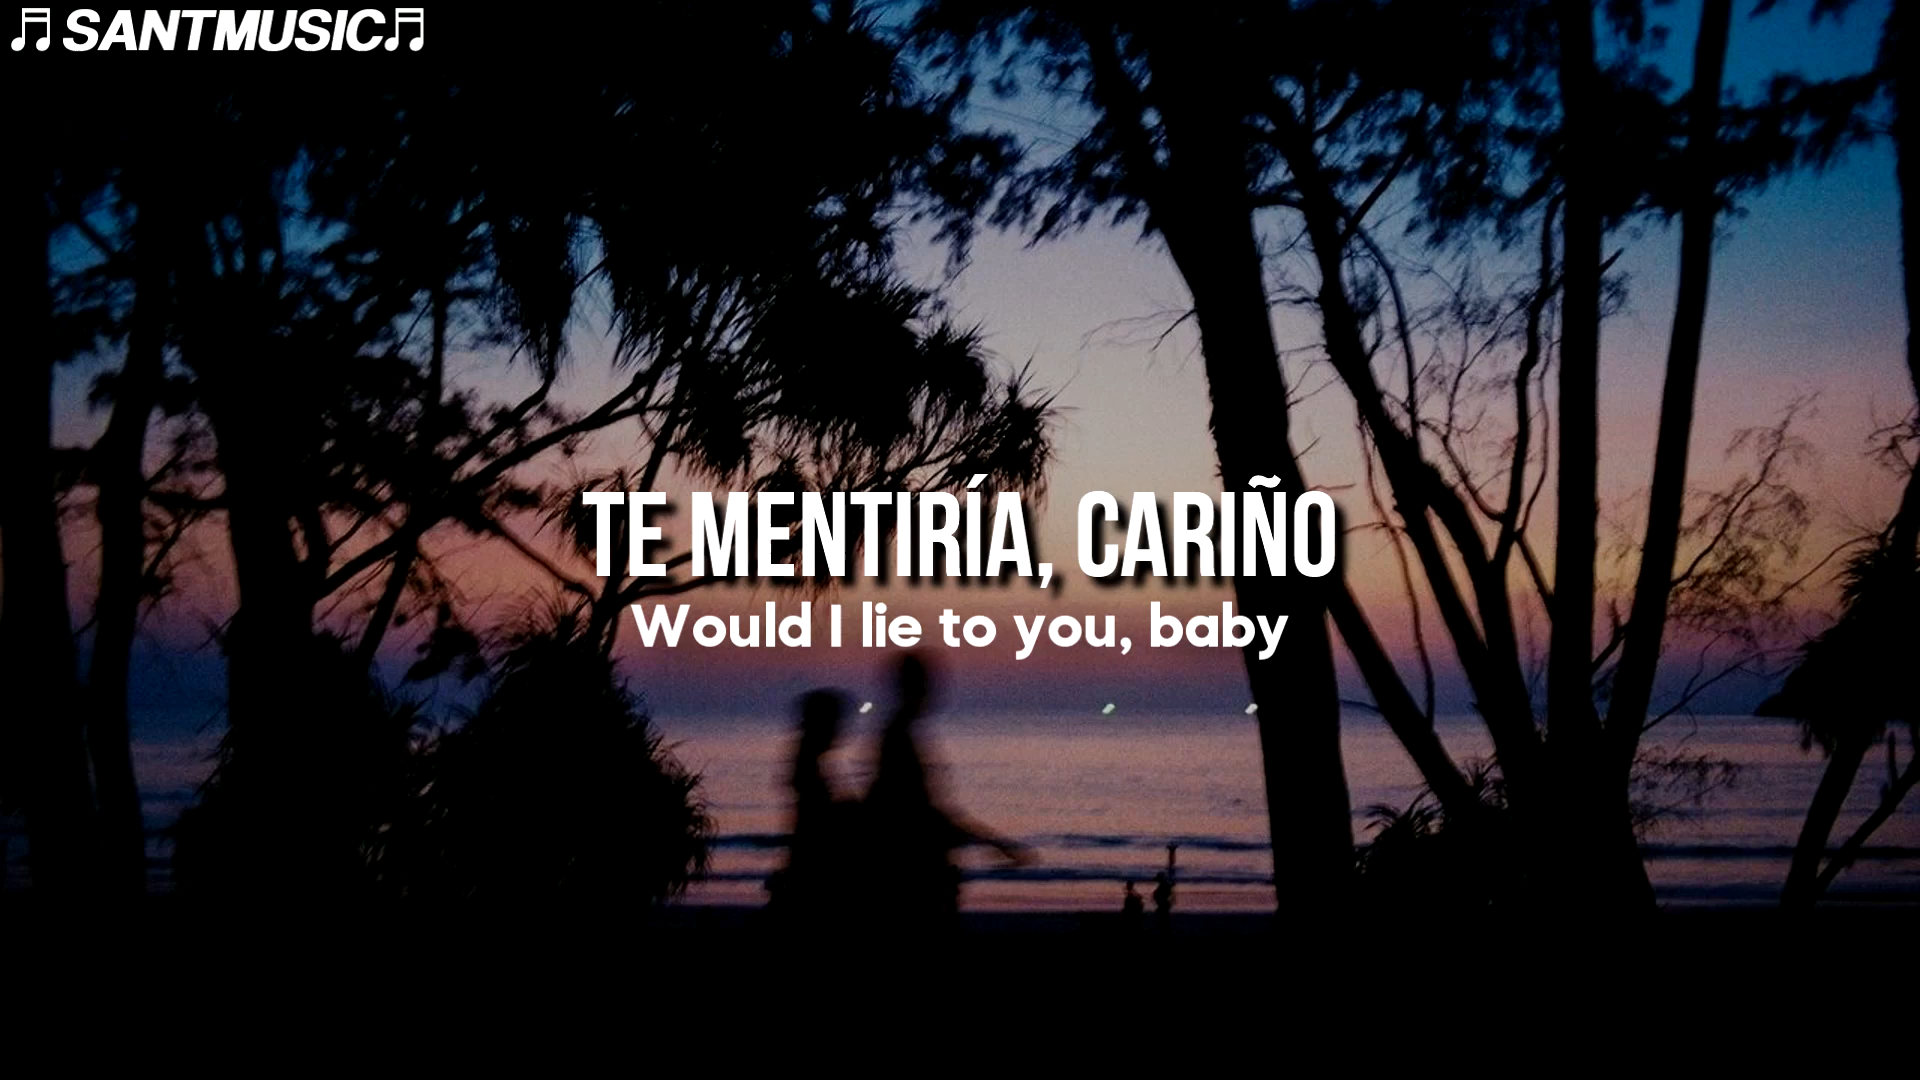 ♫SANTMUSIC♫
TE MENTIRÍA, CARIÑO
Would I lie to you, baby